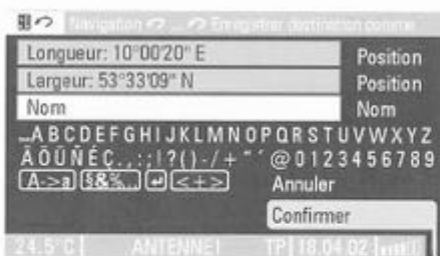 Navigation ... Enregistrer destination comme
Longueur: 10°00'20" E Position
Largeur: 53°33'09" N Position
Nom Nom
_ABCDEFGHIJKLMNOPQRSTUVWXYZ
ÄÖÜÑÉÇ.,:;!?()-/+"´@0123456789
A->a §&%... <+> Annuler
Confirmer
24.5°C ANTENNE1 TP 18.04.02